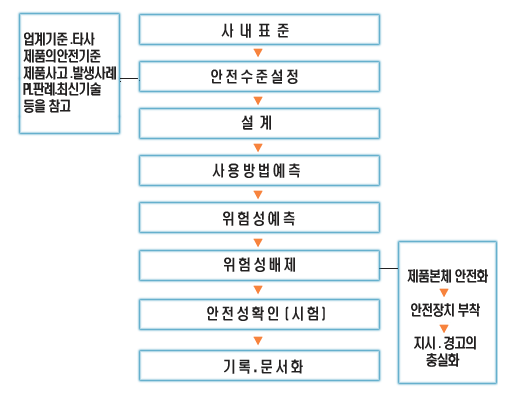 업계기준.타사
제품의안전기준
제품사고.발생사례
PL판례.최신기술
등을 참고
사내표준
안전수준설정
설계
사용방법예측
위험성예측
위험성배제
안전성확인(시험)
기록.문서화
제품본체 안전화
안전장치 부착
지시.경고의
충실화